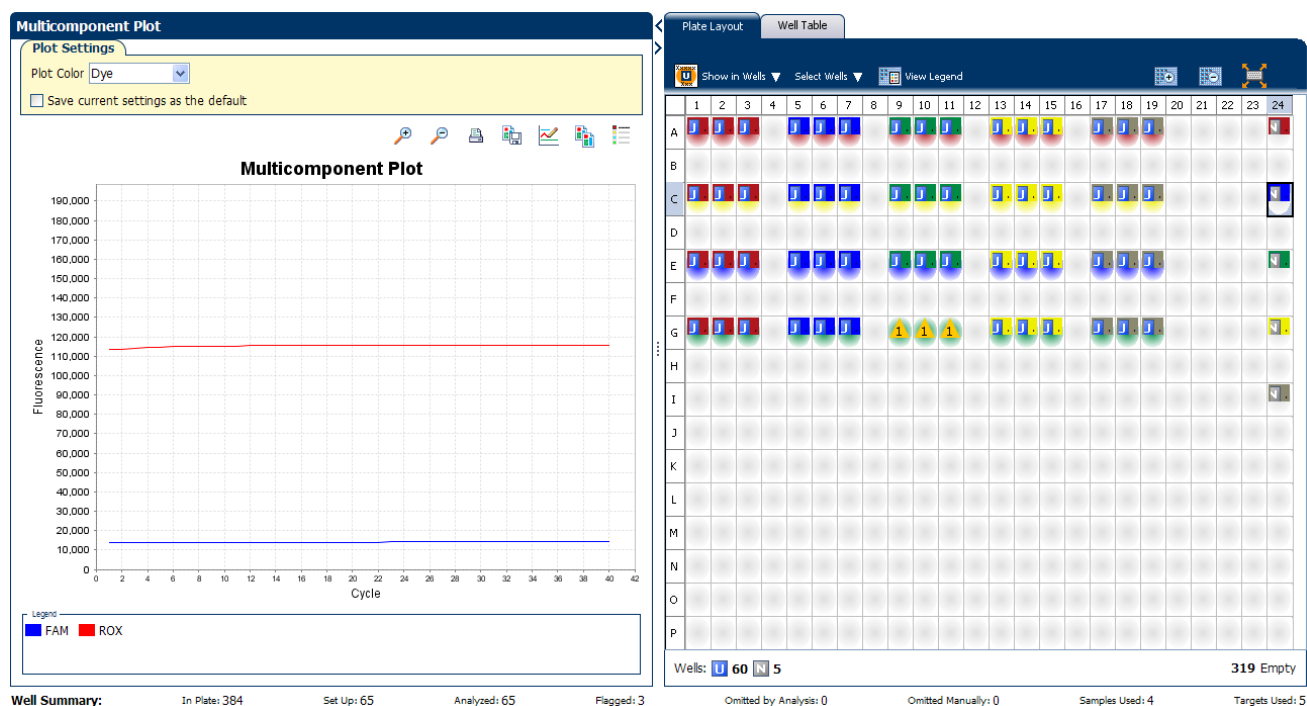 Multicomponent Plot
Plot Settings
Plot Color Dye
Save current settings as the default
Multicomponent Plot
190,000
180,000
170,000
160,000
150,000
140,000
130,000
120,000
110,000
100,000
90,000
80,000
70,000
60,000
50,000
40,000
30,000
20,000
10,000
0
Fluorescence
0 2 4 6 8 10 12 14 16 18 20 22 24 26 28 30 32 34 36 38 40 42
Cycle
Legend
FAM ROX
Plate Layout Well Table
U Show in Wells Select Wells View Legend
1 2 3 4 5 6 7 8 9 10 11 12 13 14 15 16 17 18 19 20 21 22 23 24
A
B
C
D
E
F
G 1 1 1
H
I
J
K
L
M
N
O
P
Wells: U 60 N 5 319 Empty
Well Summary: In Plate: 384 Set Up: 65 Analyzed: 65 Flagged: 3 Omitted by Analysis: 0 Omitted Manually: 0 Samples Used: 4 Targets Used: 5